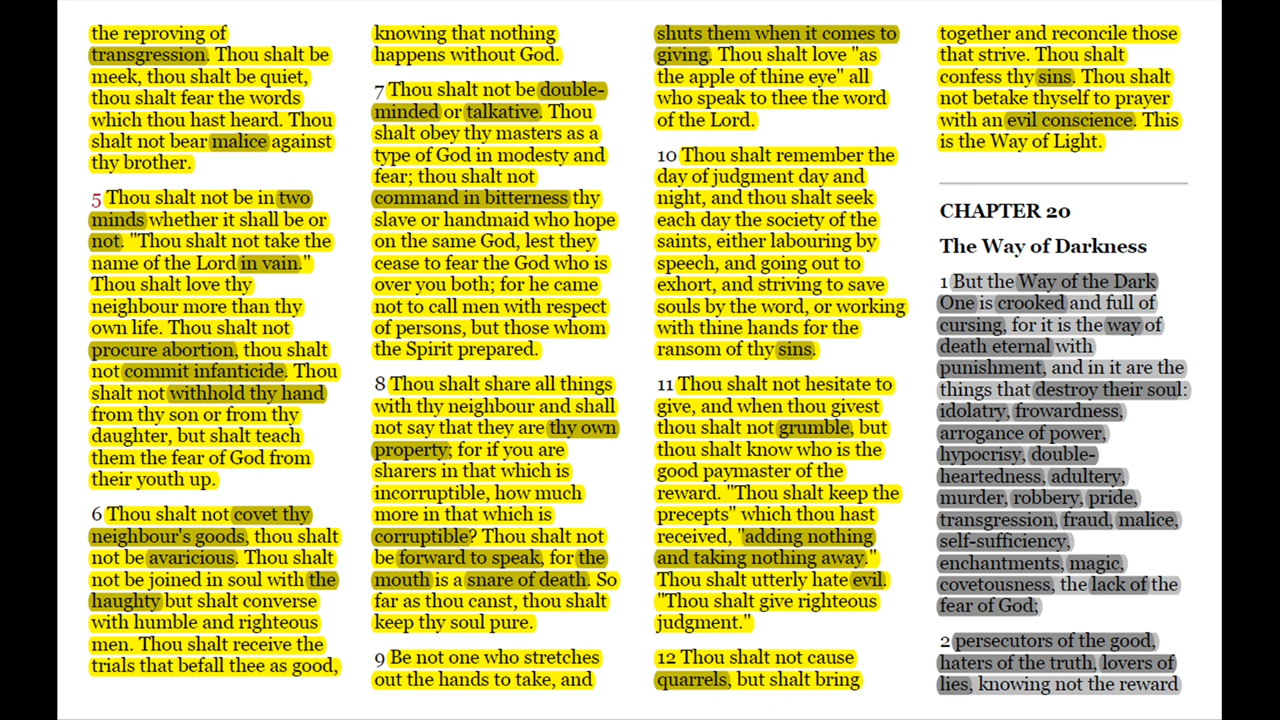 the reproving of
transgression. Thou shalt be
meek, thou shalt be quiet,
thou shalt fear the words
which thou hast heard. Thou
shalt not bear malice against
thy brother.
5 Thou shalt not be in two
minds whether it shall be or
not. "Thou shalt not take the
name of the Lord in vain."
Thou shalt love thy
neighbour more than thy
own life. Thou shalt not
procure abortion, thou shalt
not commit infanticide. Thou
shalt not withhold thy hand
from thy son or from thy
daughter, but shalt teach
them the fear of God from
their youth up.
6 Thou shalt not covet thy
neighbour's goods, thou shalt
not be avaricious. Thou shalt
not be joined in soul with the
haughty but shalt converse
with humble and righteous
men. Thou shalt receive the
trials that befall thee as good,
knowing that nothing
happens without God.
7 Thou shalt not be double-
minded or talkative. Thou
shalt obey thy masters as a
type of God in modesty and
fear; thou shalt not
command in bitterness thy
slave or handmaid who hope
on the same God, lest they
cease to fear the God who is
over you both; for he came
not to call men with respect
of persons, but those whom
the Spirit prepared.
8 Thou shalt share all things
with thy neighbour and shall
not say that they are thy own
property; for if you are
sharers in that which is
incorruptible, how much
more in that which is
corruptible? Thou shalt not
be forward to speak, for the
mouth is a snare of death. So
far as thou canst, thou shalt
keep thy soul pure.
9 Be not one who stretches
out the hands to take, and
shuts them when it comes to
giving. Thou shalt love "as
the apple of thine eye" all
who speak to thee the word
of the Lord.
10 Thou shalt remember the
day of judgment day and
night, and thou shalt seek
each day the society of the
saints, either labouring by
speech, and going out to
exhort, and striving to save
souls by the word, or working
with thine hands for the
ransom of thy sins.
11 Thou shalt not hesitate to
give, and when thou givest
thou shalt not grumble, but
thou shalt know who is the
good paymaster of the
reward. "Thou shalt keep the
precepts" which thou hast
received, "adding nothing
and taking nothing away."
Thou shalt utterly hate evil.
"Thou shalt give righteous
judgment."
12 Thou shalt not cause
quarrels, but shalt bring
together and reconcile those
that strive. Thou shalt
confess thy sins. Thou shalt
not betake thyself to prayer
with an evil conscience. This
is the Way of Light.
CHAPTER 20
The Way of Darkness
1 But the Way of the Dark
One is crooked and full of
cursing, for it is the way of
death eternal with
punishment, and in it are the
things that destroy their soul:
idolatry, frowardness,
arrogance of power,
hypocrisy, double-
heartedness, adultery,
murder, robbery, pride,
transgression, fraud, malice,
self-sufficiency,
enchantments, magic,
covetousness, the lack of the
fear of God;
2 persecutors of the good,
haters of the truth, lovers of
lies, knowing not the reward